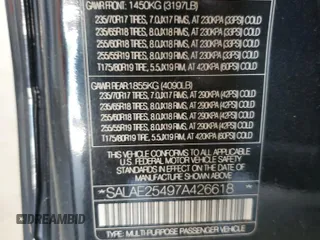 GAWR FRONT: 1450KG (3197LB)
235/70R17 TIRES, 7.0JX17 RIMS, AT 230KPA (33PSI) COLD
235/65R18 TIRES, 8.0JX18 RIMS, AT 230KPA (33PSI) COLD
255/60R18 TIRES, 8.0JX18 RIMS, AT 230KPA (33PSI) COLD
255/55R19 TIRES, 8.0JX19 RIMS, AT 230KPA (33PSI) COLD
T175/80R19 TIRE, 5.5JX19 RIM, AT 420KPA (60PSI) COLD
GAWR REAR: 1855KG (4090LB)
235/70R17 TIRES, 7.0JX17 RIMS, AT 290KPA (42PSI) COLD
235/65R18 TIRES, 8.0JX18 RIMS, AT 290KPA (42PSI) COLD
255/60R18 TIRES, 8.0JX18 RIMS, AT 290KPA (42PSI) COLD
255/55R19 TIRES, 8.0JX19 RIMS, AT 290KPA (42PSI) COLD
T175/80R19 TIRE, 5.5JX19 RIM, AT 420KPA (60PSI) COLD
THIS VEHICLE CONFORMS TO ALL APPLICABLE
FEDERAL MOTOR VEHICLE SAFETY
STANDARDS IN EFFECT ON THE DATE OF
MANUFACTURE SHOWN ABOVE
SALAE25497A426618
TYPE: MULTI-PURPOSE PASSENGER VEHICLE